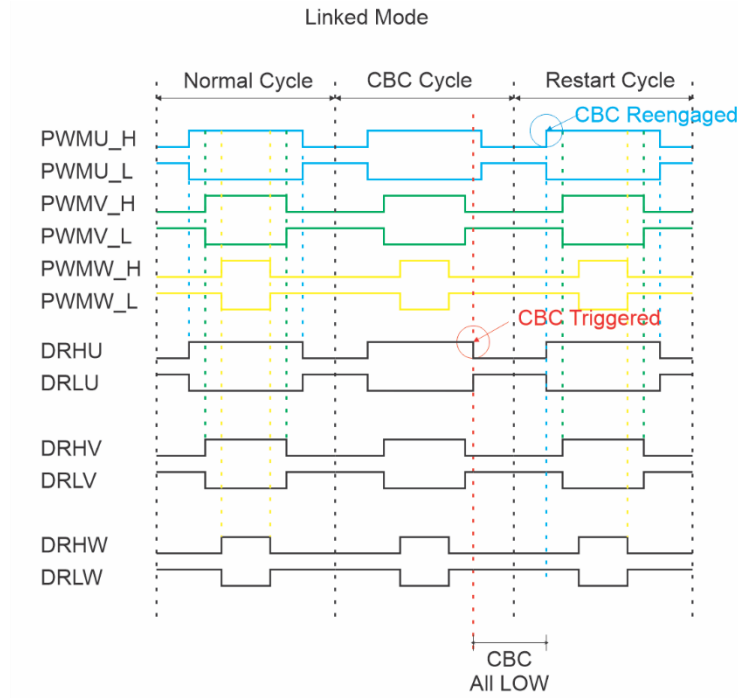 Linked Mode
Normal Cycle
CBC Cycle
Restart Cycle
CBC Reengaged
PWMU_H
PWMU_L
PWMV_H
PWMV_L
PWMW_H
PWMW_L
CBC Triggered
DRHU
DRLU
DRHV
DRLV
DRHW
DRLW
CBC
All LOW